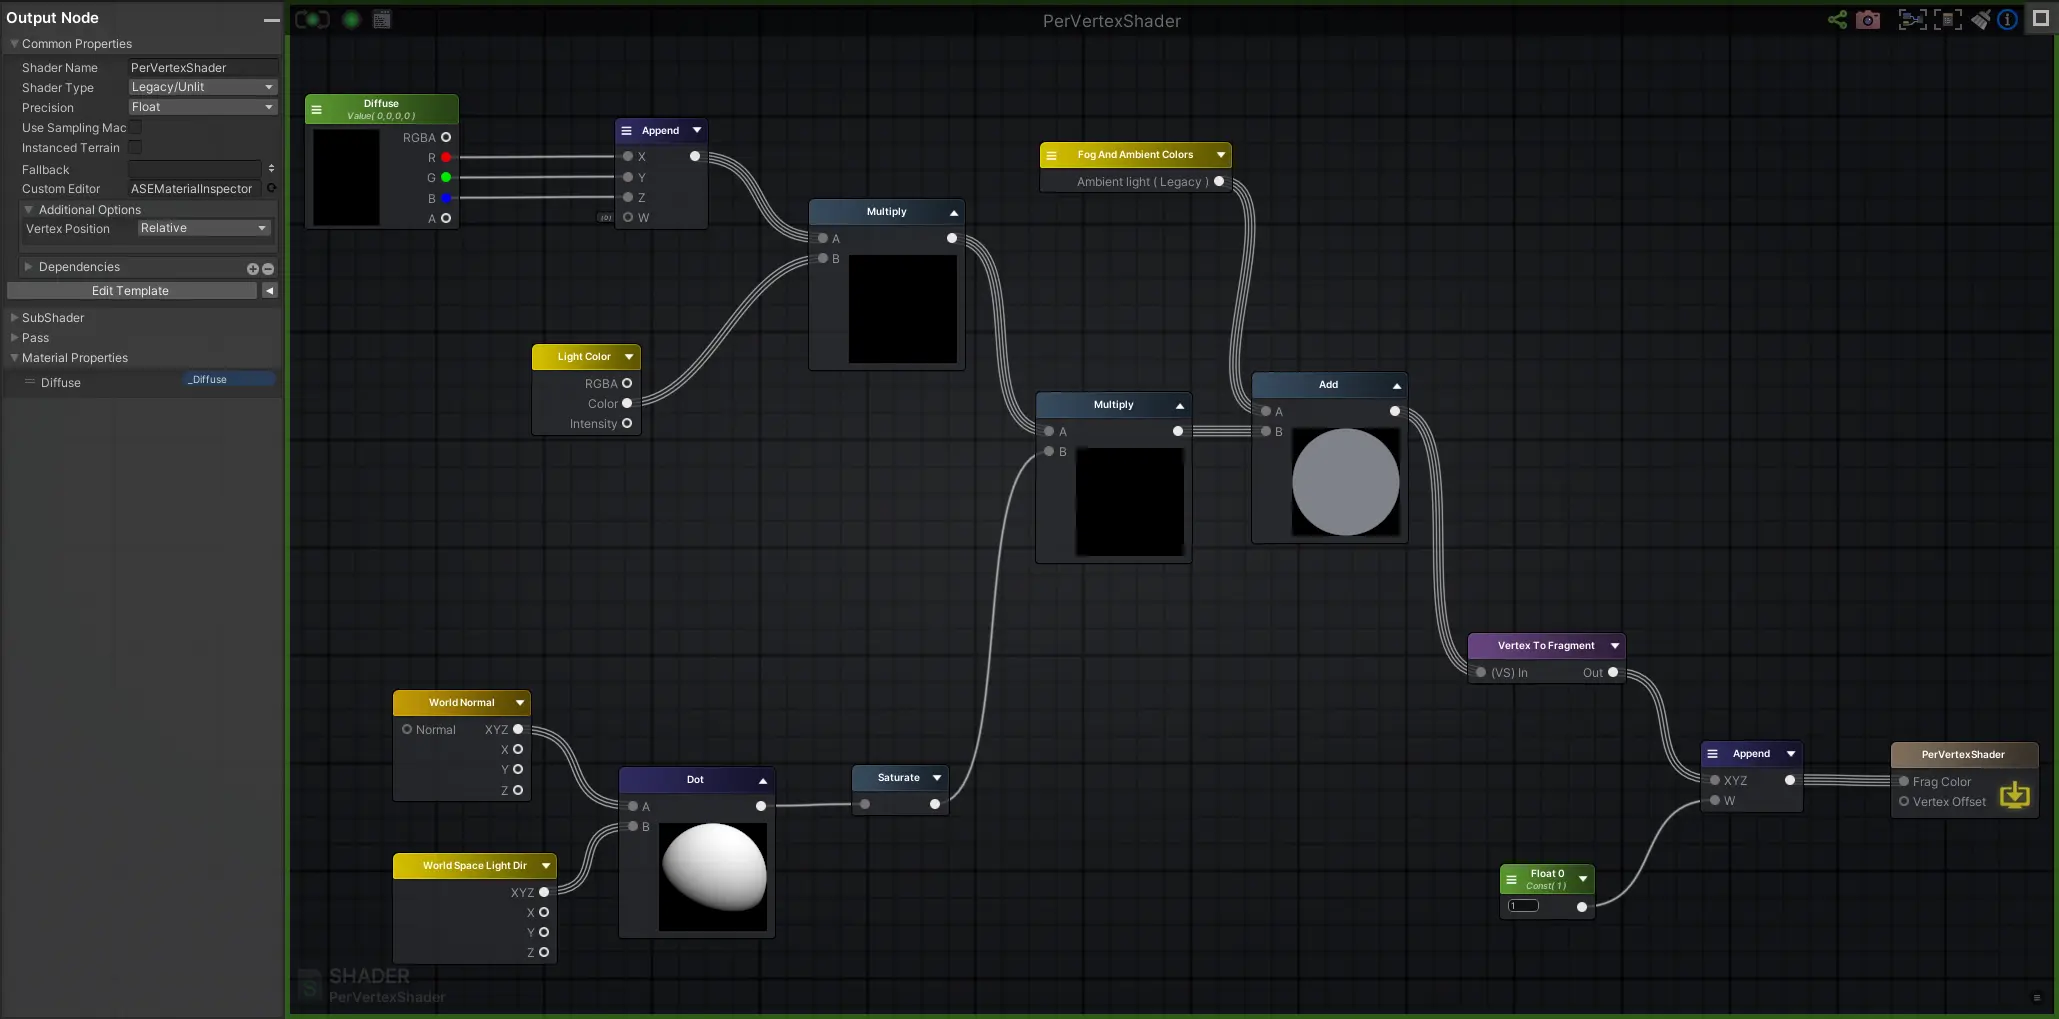 Output Node
Common Properties
Shader Name PerVertexShader
Shader Type Legacy/Unlit
Precision Float
Use Sampling Mac
Instanced Terrain
Fallback
Custom Editor ASEMaterialInspector
Additional Options
Vertex Position Relative
Dependencies
Edit Template
SubShader
Pass
Material Properties
Diffuse _Diffuse
PerVertexShader
Diffuse
Value( 0,0,0,0 )
RGBA
R
G
B
A
Append
X
Y
Z
W
Multiply
A
B
Fog And Ambient Colors
Ambient light ( Legacy )
Light Color
RGBA
Color
Intensity
Multiply
A
B
Add
A
B
Vertex To Fragment
(VS) In Out
World Normal
Normal XYZ
X
Y
Z
Dot
A
B
Saturate
World Space Light Dir
XYZ
X
Y
Z
Append
XYZ
W
PerVertexShader
Frag Color
Vertex Offset
Float 0
Const( 1 )
1
SHADER
PerVertexShader